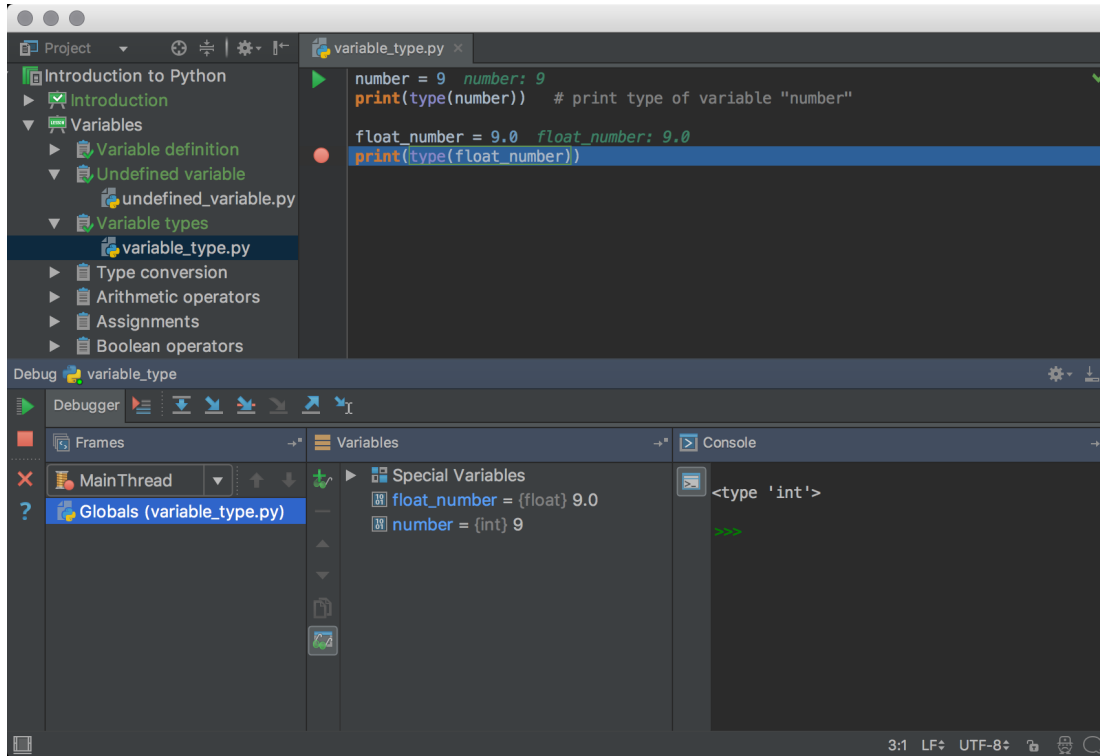 Project
variable_type.py
Introduction to Python
Introduction
Variables
Variable definition
Undefined variable
undefined_variable.py
Variable types
variable_type.py
Type conversion
Arithmetic operators
Assignments
Boolean operators
number = 9 number: 9
print(type(number)) # print type of variable "number"
float_number = 9.0 float_number: 9.0
print(type(float_number))
Debug variable_type
Debugger
Frames
MainThread
Globals (variable_type.py)
Variables
Special Variables
float_number = {float} 9.0
number = {int} 9
Console
<type 'int'>
>>>
3:1 LF UTF-8